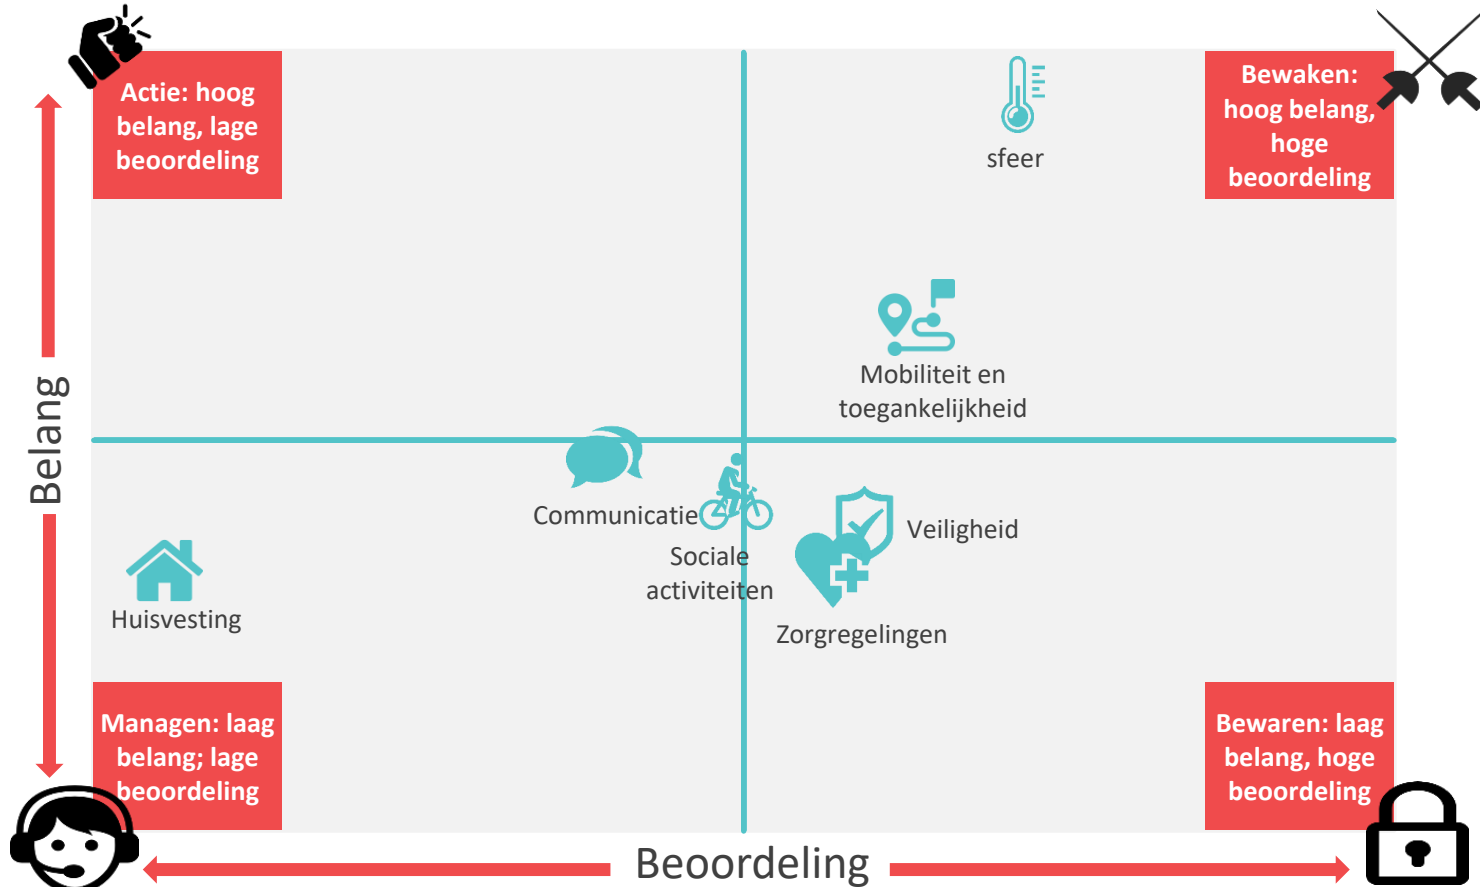 Actie: hoog
belang, lage
beoordeling
Bewaken:
hoog belang,
hoge
beoordeling
sfeer
Mobiliteit en
toegankelijkheid
Belang
Communicatie
Sociale
activiteiten
Veiligheid
Zorgregelingen
Huisvesting
Managen: laag
belang; lage
beoordeling
Bewaren: laag
belang, hoge
beoordeling
Beoordeling